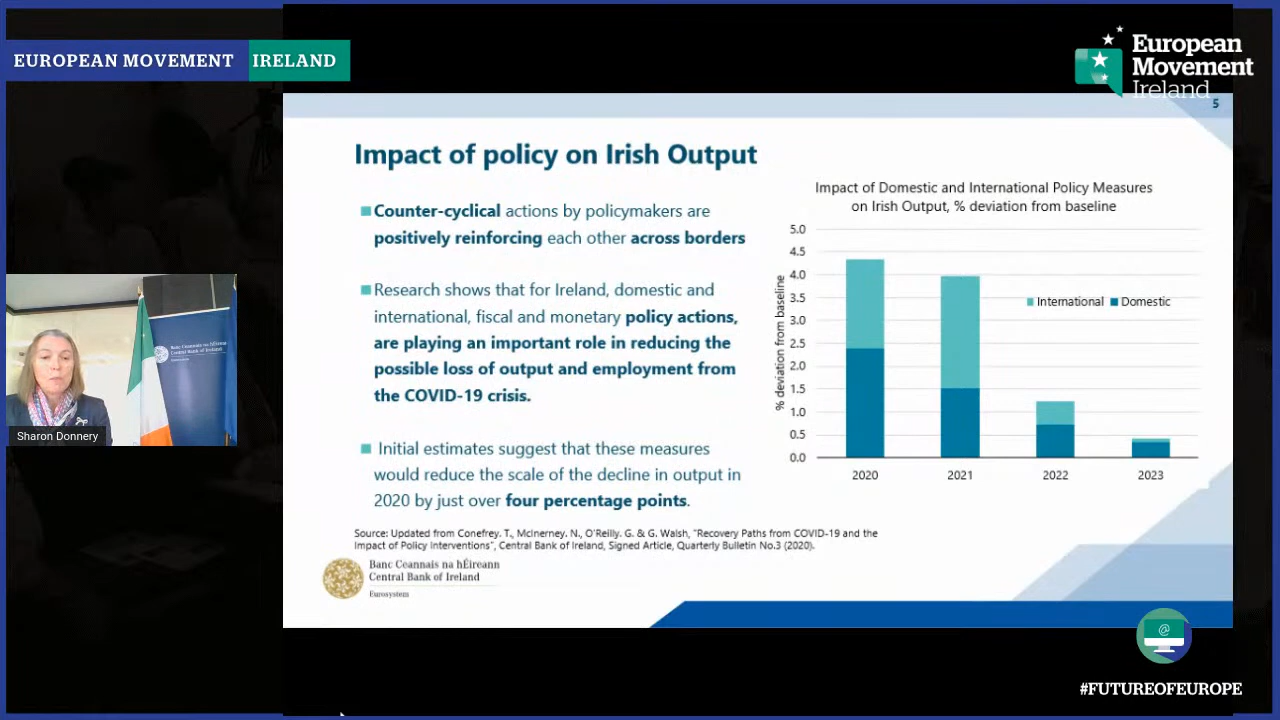 EUROPEAN MOVEMENT IRELAND
European
Movement
Ireland
5
Impact of policy on Irish Output
Counter-cyclical actions by policymakers are
positively reinforcing each other across borders
Research shows that for Ireland, domestic and
international, fiscal and monetary policy actions,
are playing an important role in reducing the
possible loss of output and employment from
the COVID-19 crisis.
Initial estimates suggest that these measures
would reduce the scale of the decline in output in
2020 by just over four percentage points.
Impact of Domestic and International Policy Measures
on Irish Output, % deviation from baseline
% deviation from baseline
5.0
4.5
4.0
3.5
3.0
2.5
2.0
1.5
1.0
0.5
0.0
International Domestic
2020 2021 2022 2023
Source: Updated from Conefrey. T., McInerney. N., O'Reilly. G. & G. Walsh, "Recovery Paths from COVID-19 and the
Impact of Policy Interventions", Central Bank of Ireland, Signed Article, Quarterly Bulletin No.3 (2020).
Banc Ceannais na hÉireann
Central Bank of Ireland
Eurosystem
Banc Ceannais na hÉireann
Central Bank of Ireland
Sharon Donnery
@
#FUTUREOFEUROPE